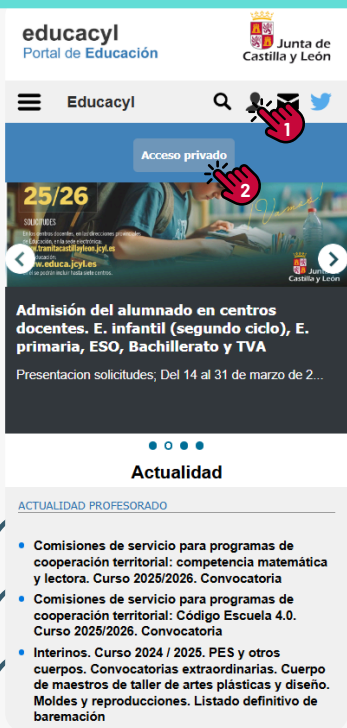 educacyl
Portal de Educación
Junta de
Castilla y León
Educacyl
1
Acceso privado
2
25/26
SOLICITUDES
www.tramitacastillayleon.jcyl.es
www.educa.jcyl.es
Junta de
Castilla y León
Admisión del alumnado en centros
docentes. E. infantil (segundo ciclo), E.
primaria, ESO, Bachillerato y TVA
Presentacion solicitudes; Del 14 al 31 de marzo de 2...
Actualidad
ACTUALIDAD PROFESORADO
Comisiones de servicio para programas de
cooperación territorial: competencia matemática
y lectora. Curso 2025/2026. Convocatoria
Comisiones de servicio para programas de
cooperación territorial: Código Escuela 4.0.
Curso 2025/2026. Convocatoria
Interinos. Curso 2024 / 2025. PES y otros
cuerpos. Convocatorias extraordinarias. Cuerpo
de maestros de taller de artes plásticas y diseño.
Moldes y reproducciones. Listado definitivo de
baremación